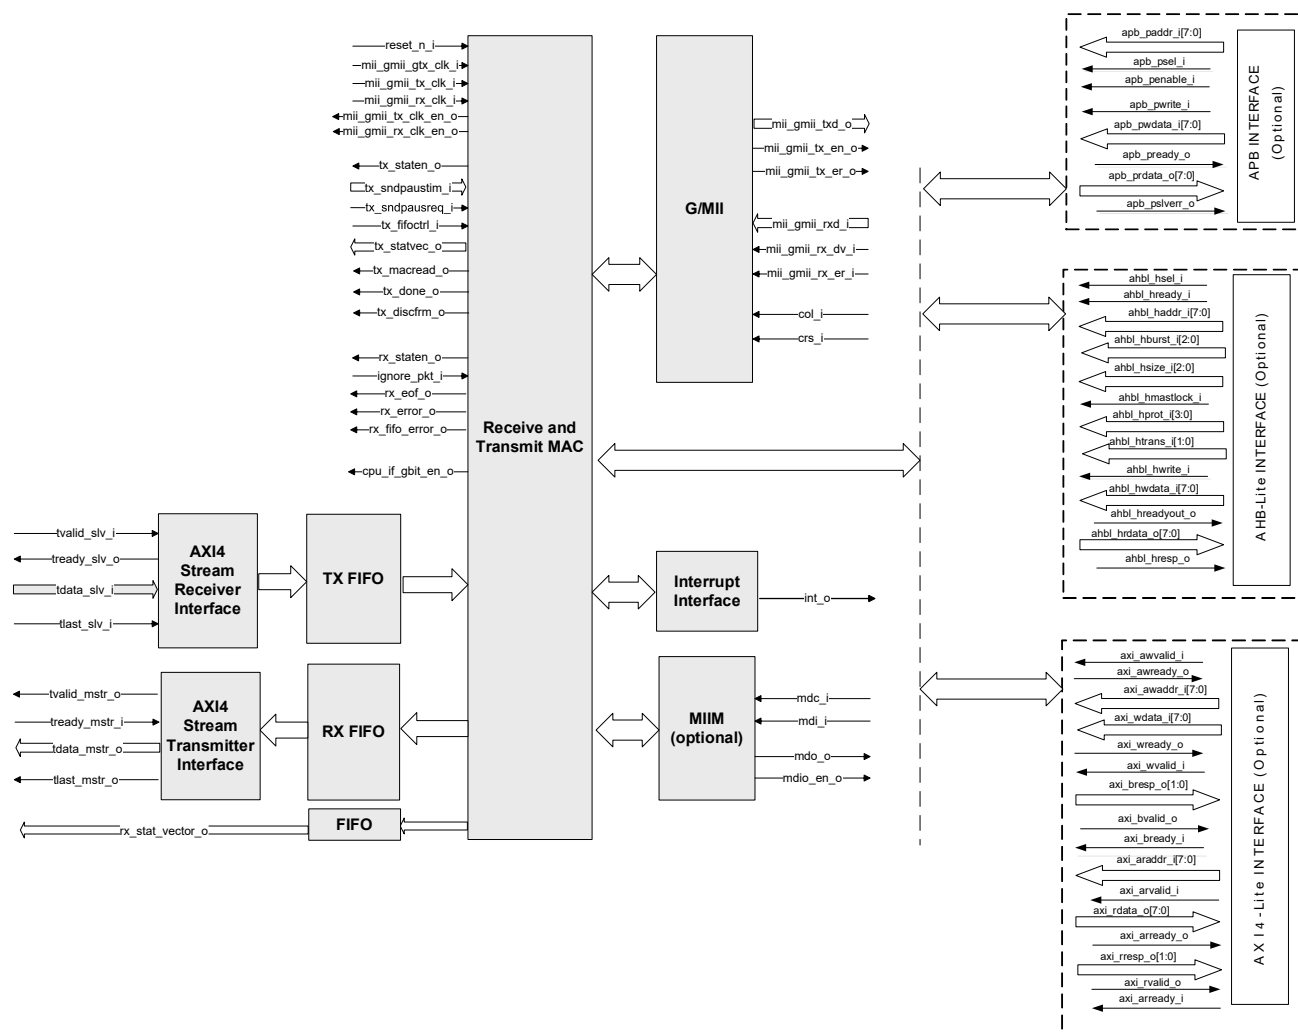 reset_n_i
mii_gmii_gtx_clk_i
mii_gmii_tx_clk_i
mii_gmii_rx_clk_i
mii_gmii_tx_clk_en_o
mii_gmii_rx_clk_en_o
tx_staten_o
tx_sndpaustim_i
tx_sndpausreq_i
tx_fifoctrl_i
tx_statvec_o
tx_macread_o
tx_done_o
tx_discfrm_o
rx_staten_o
ignore_pkt_i
rx_eof_o
rx_error_o
rx_fifo_error_o
cpu_if_gbit_en_o
Receive and
Transmit MAC
tvalid_slv_i
tready_slv_o
tdata_slv_i
tlast_slv_i
AXI4
Stream
Receiver
Interface
TX FIFO
tvalid_mstr_o
tready_mstr_i
tdata_mstr_o
tlast_mstr_o
AXI4
Stream
Transmitter
Interface
RX FIFO
rx_stat_vector_o
FIFO
G/MII
mii_gmii_txd_o
mii_gmii_tx_en_o
mii_gmii_tx_er_o
mii_gmii_rxd_i
mii_gmii_rx_dv_i
mii_gmii_rx_er_i
col_i
crs_i
Interrupt
Interface
int_o
MIIM
(optional)
mdc_i
mdi_i
mdo_o
mdio_en_o
apb_paddr_i[7:0]
apb_psel_i
apb_penable_i
apb_pwrite_i
apb_pwdata_i[7:0]
apb_pready_o
apb_prdata_o[7:0]
apb_pslverr_o
APB INTERFACE
(Optional)
ahbl_hsel_i
ahbl_hready_i
ahbl_haddr_i[7:0]
ahbl_hburst_i[2:0]
ahbl_hsize_i[2:0]
ahbl_hmastlock_i
ahbl_hprot_i[3:0]
ahbl_htrans_i[1:0]
ahbl_hwrite_i
ahbl_hwdata_i[7:0]
ahbl_hreadyout_o
ahbl_hrdata_o[7:0]
ahbl_hresp_o
AHB-Lite INTERFACE (Optional)
axi_awvalid_i
axi_awready_o
axi_awaddr_i[7:0]
axi_wdata_i[7:0]
axi_wready_o
axi_wvalid_i
axi_bresp_o[1:0]
axi_bvalid_o
axi_bready_i
axi_araddr_i[7:0]
axi_arvalid_i
axi_rdata_o[7:0]
axi_arready_o
axi_rresp_o[1:0]
axi_rvalid_o
axi_arready_i
AXI4-Lite INTERFACE (Optional)